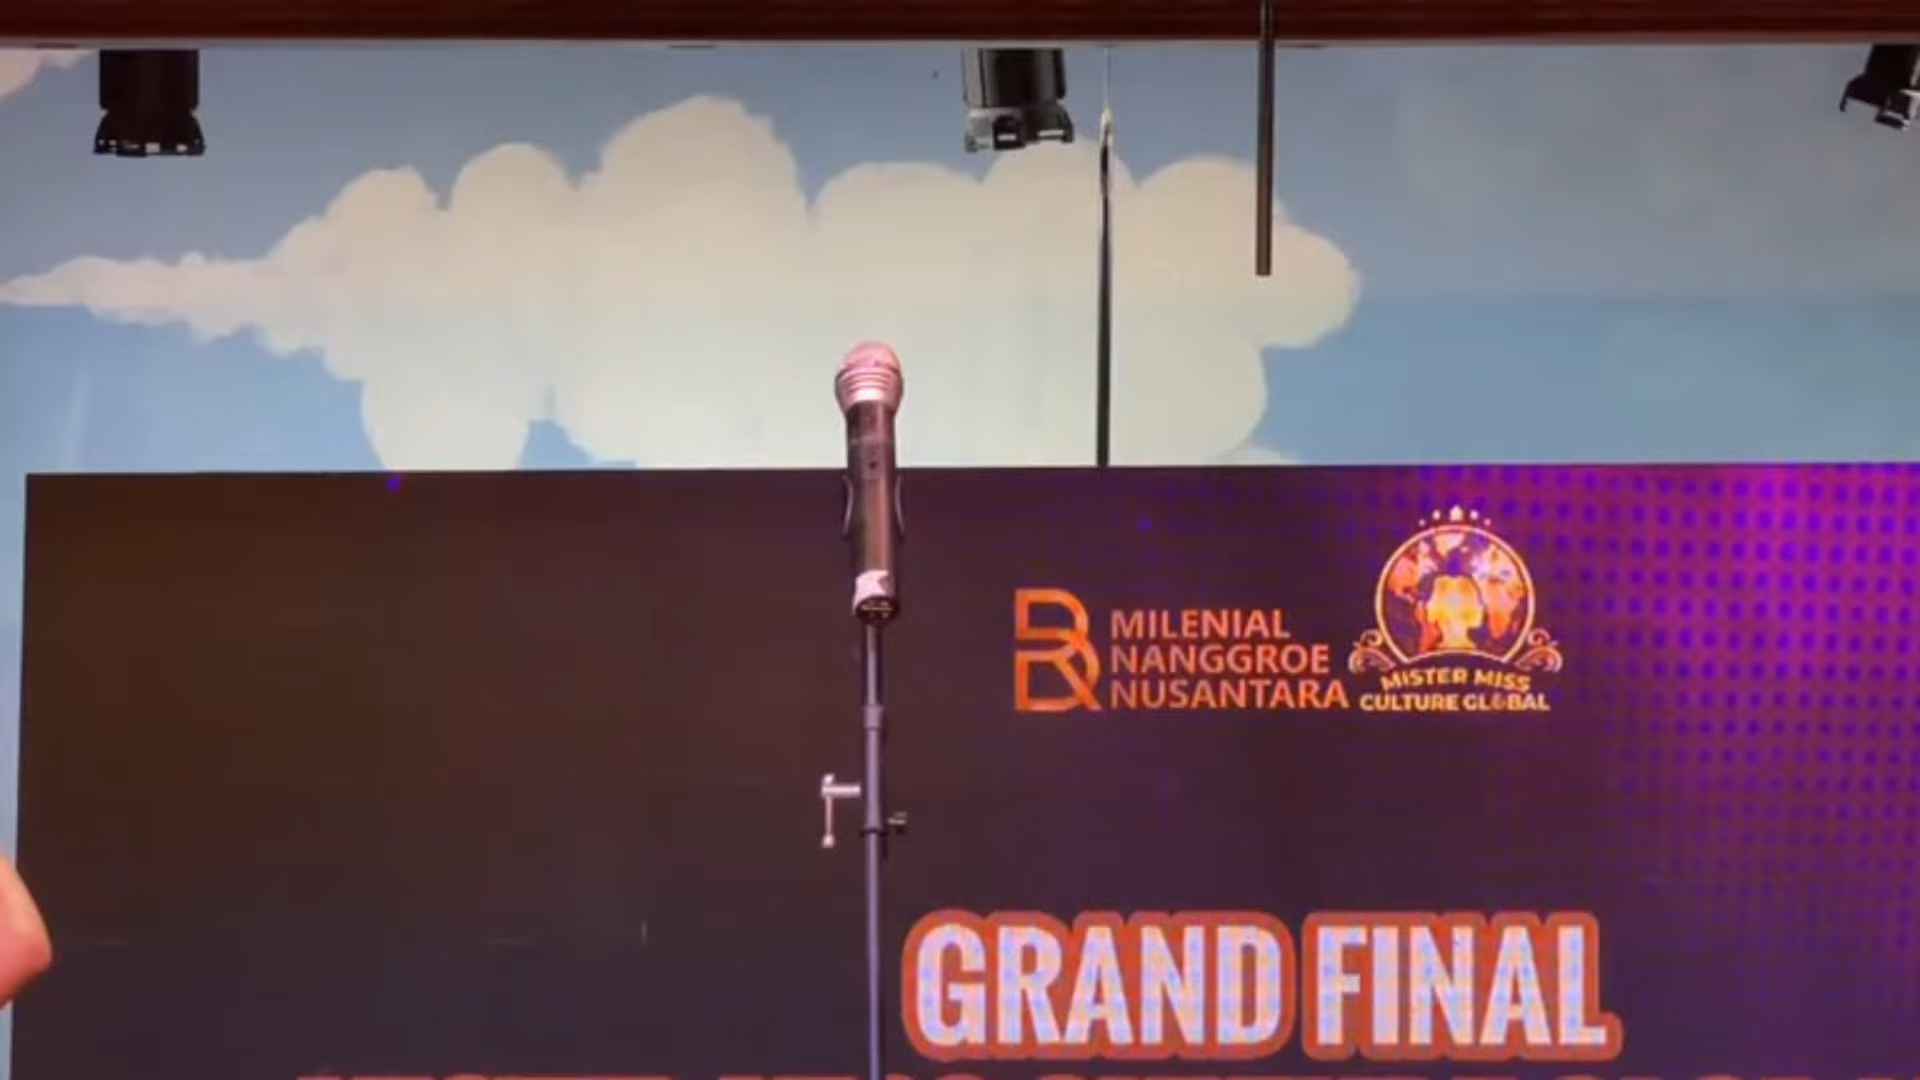 MILENIAL
NANGGROE
NUSANTARA
MISTER MISS
CULTURE GLOBAL
GRAND FINAL